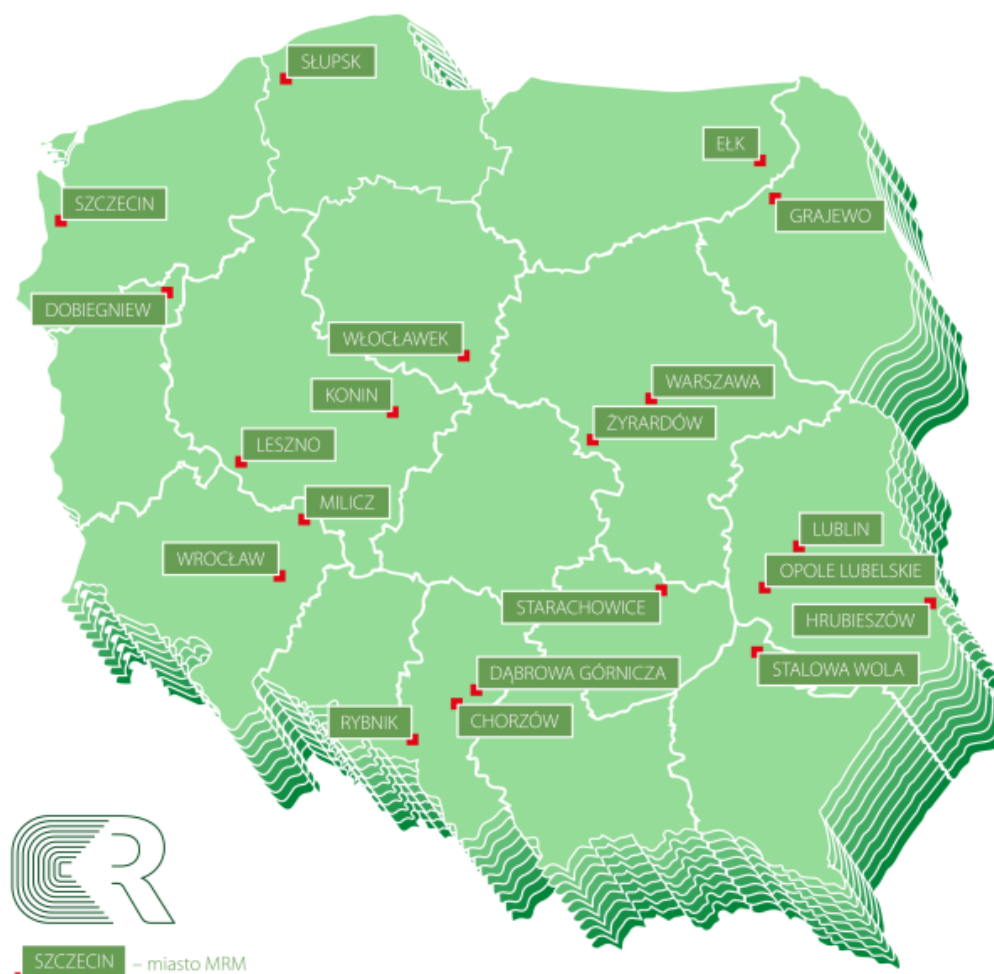 SŁUPSK
EŁK
SZCZECIN
GRAJEWO
DOBIEGNIEW
WŁOCŁAWEK
WARSZAWA
KONIN
ŻYRARDÓW
LESZNO
MILICZ
LUBLIN
WROCŁAW
OPOLE LUBELSKIE
STARACHOWICE
HRUBIESZÓW
DĄBROWA GÓRNICZA
STALOWA WOLA
RYBNIK
CHORZÓW
CR
SZCZECIN – miasto MRM